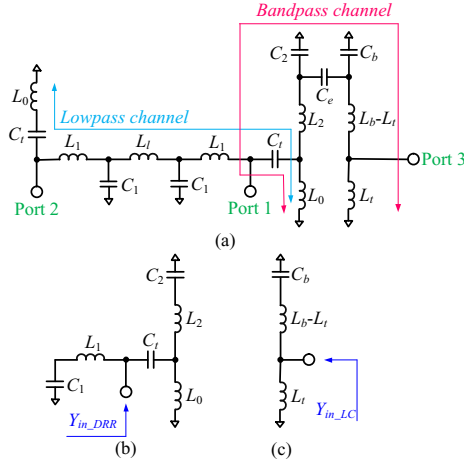 Bandpass channel
C2 Cb
Ce
L0
Lowpass channel
L2 Lb-Lt
Ct
L1 Ll L1 Ct
Port 3
C1 C1 L0 Lt
Port 2 Port 1
(a)
C2 Cb
L2 Lb-Lt
L1 Ct
C1
L0 Lt
Yin_DRR Yin_LC
(b) (c)